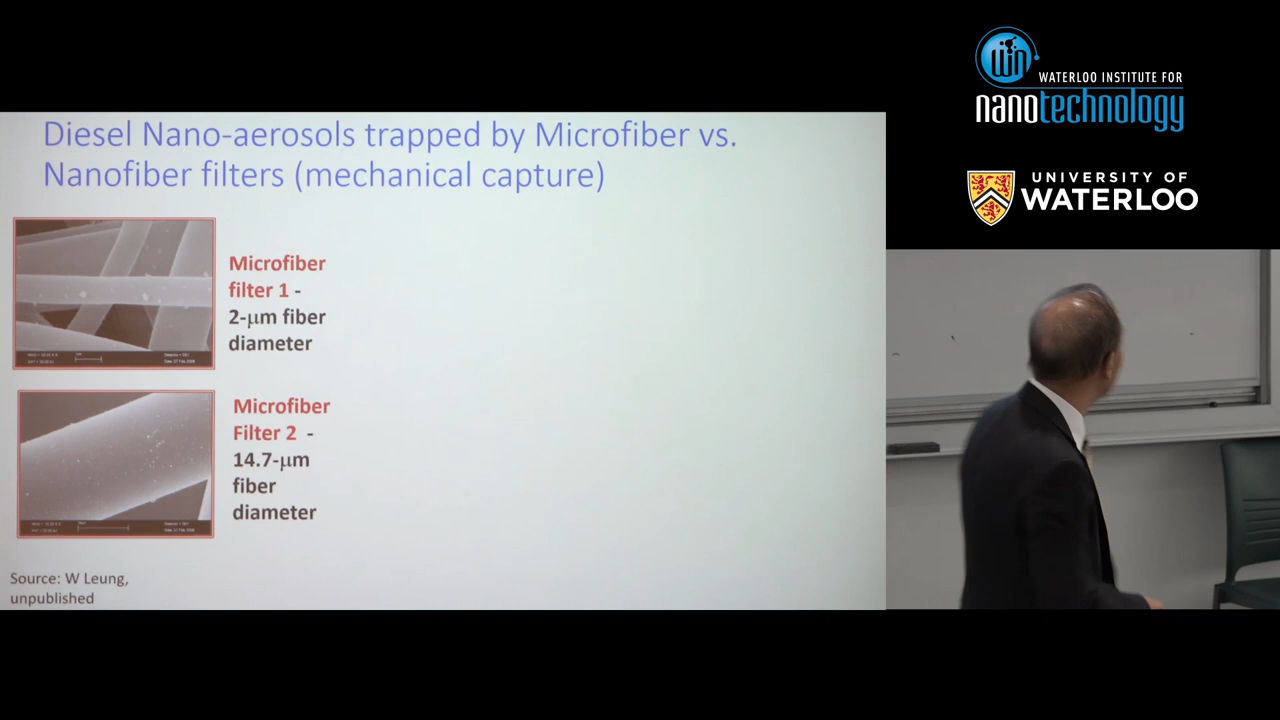 WATERLOO INSTITUTE FOR
nanotechnology
UNIVERSITY OF
WATERLOO
Diesel Nano-aerosols trapped by Microfiber vs.
Nanofiber filters (mechanical capture)
Microfiber
filter 1 -
2-μm fiber
diameter
Microfiber
Filter 2 -
14.7-μm
fiber
diameter
Source: W Leung,
unpublished